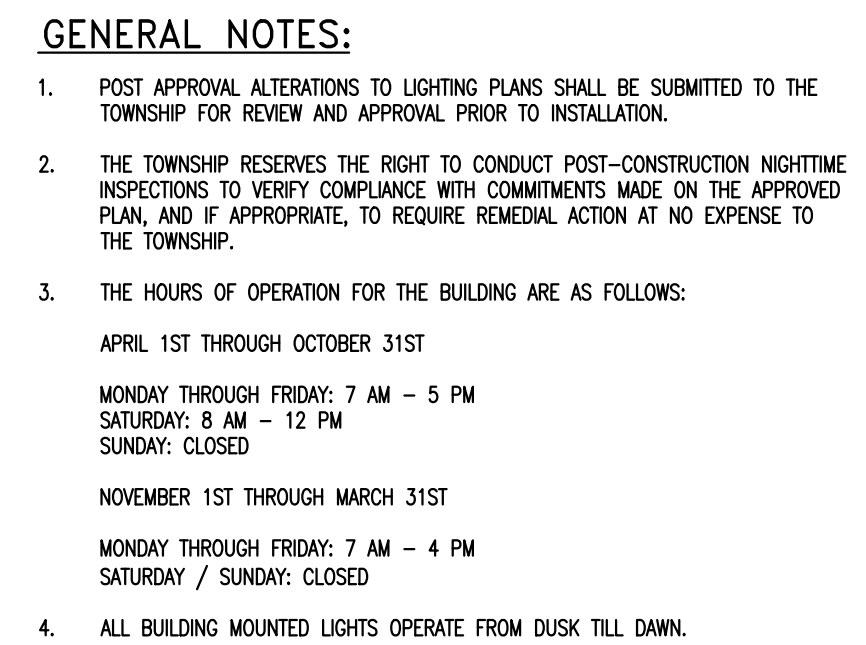 GENERAL NOTES:
1. POST APPROVAL ALTERATIONS TO LIGHTING PLANS SHALL BE SUBMITTED TO THE
TOWNSHIP FOR REVIEW AND APPROVAL PRIOR TO INSTALLATION.
2. THE TOWNSHIP RESERVES THE RIGHT TO CONDUCT POST–CONSTRUCTION NIGHTTIME
INSPECTIONS TO VERIFY COMPLIANCE WITH COMMITMENTS MADE ON THE APPROVED
PLAN, AND IF APPROPRIATE, TO REQUIRE REMEDIAL ACTION AT NO EXPENSE TO
THE TOWNSHIP.
3. THE HOURS OF OPERATION FOR THE BUILDING ARE AS FOLLOWS:
APRIL 1ST THROUGH OCTOBER 31ST
MONDAY THROUGH FRIDAY: 7 AM – 5 PM
SATURDAY: 8 AM – 12 PM
SUNDAY: CLOSED
NOVEMBER 1ST THROUGH MARCH 31ST
MONDAY THROUGH FRIDAY: 7 AM – 4 PM
SATURDAY / SUNDAY: CLOSED
4. ALL BUILDING MOUNTED LIGHTS OPERATE FROM DUSK TILL DAWN.